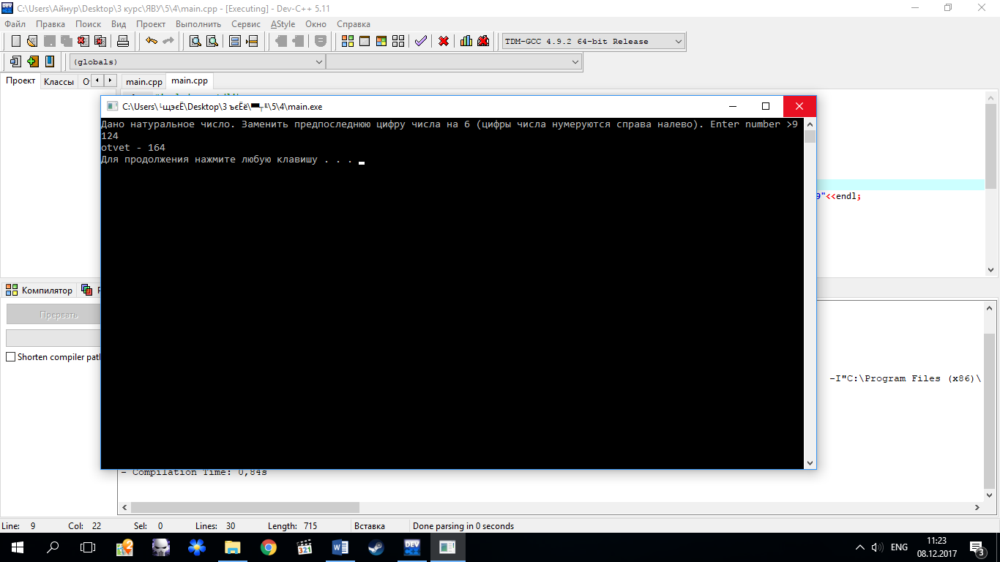 C:\Users\Айнур\Desktop\3 курс\ЯВУ\5\4\main.cpp - [Executing] - Dev-C++ 5.11
Файл Правка Поиск Вид Проект Выполнить Сервис AStyle Окно Справка
TDM-GCC 4.9.2 64-bit Release
(globals)
Проект Классы О main.cpp main.cpp
C:\Users\└щэєЁ\Desktop\3 ъєЁё\▀┬╙\5\4\main.exe
Дано натуральное число. Заменить предпоследнюю цифру числа на 6 (цифры числа нумеруются справа налево). Enter number >9
124
otvet - 164
Для продолжения нажмите любую клавишу . . .
9"<<endl;
Компилятор
Прервать
Shorten compiler path
-I"C:\Program Files (x86)\
- Compilation Time: 0,84s
Line: 9 Col: 22 Sel: 0 Lines: 30 Length: 715 Вставка Done parsing in 0 seconds
321 DEV ENG 11:23
08.12.2017 3